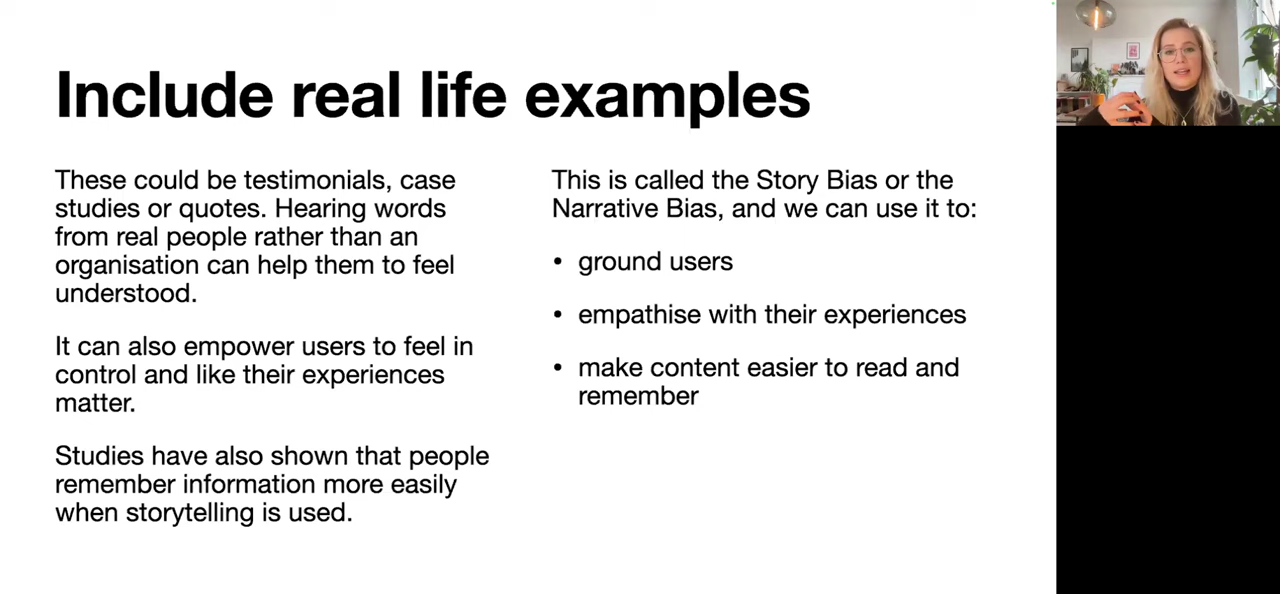 Include real life examples
These could be testimonials, case
studies or quotes. Hearing words
from real people rather than an
organisation can help them to feel
understood.
It can also empower users to feel in
control and like their experiences
matter.
Studies have also shown that people
remember information more easily
when storytelling is used.
This is called the Story Bias or the
Narrative Bias, and we can use it to:
• ground users
• empathise with their experiences
• make content easier to read and
remember